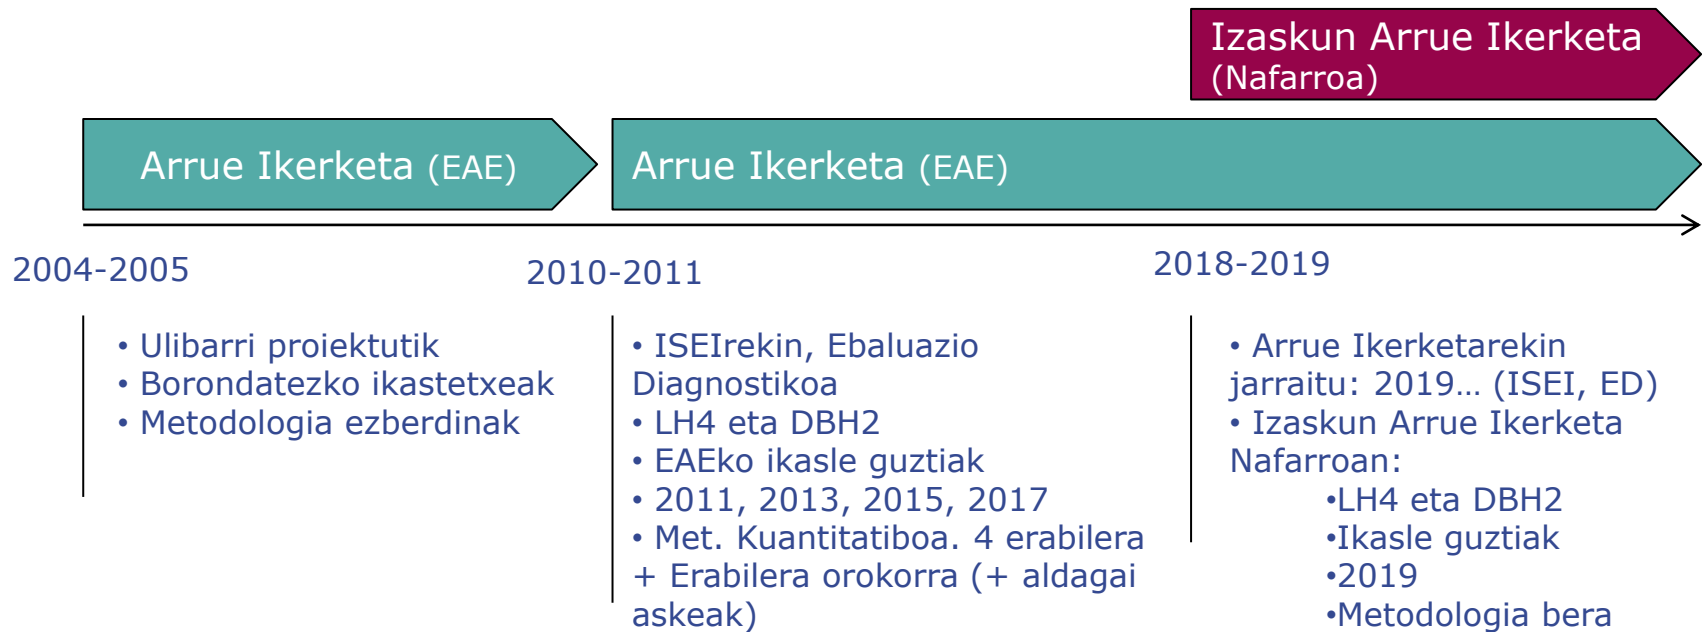 Izaskun Arrue Ikerketa
(Nafarroa)
Arrue Ikerketa (EAE)
Arrue Ikerketa (EAE)
2004-2005
2010-2011
2018-2019
• Ulibarri proiektutik
• Borondatezko ikastetxeak
• Metodologia ezberdinak
• ISEIrekin, Ebaluazio
Diagnostikoa
• LH4 eta DBH2
• EAEko ikasle guztiak
• 2011, 2013, 2015, 2017
• Met. Kuantitatiboa. 4 erabilera
+ Erabilera orokorra (+ aldagai
askeak)
• Arrue Ikerketarekin
jarraitu: 2019… (ISEI, ED)
• Izaskun Arrue Ikerketa
Nafarroan:
•LH4 eta DBH2
•Ikasle guztiak
•2019
•Metodologia bera